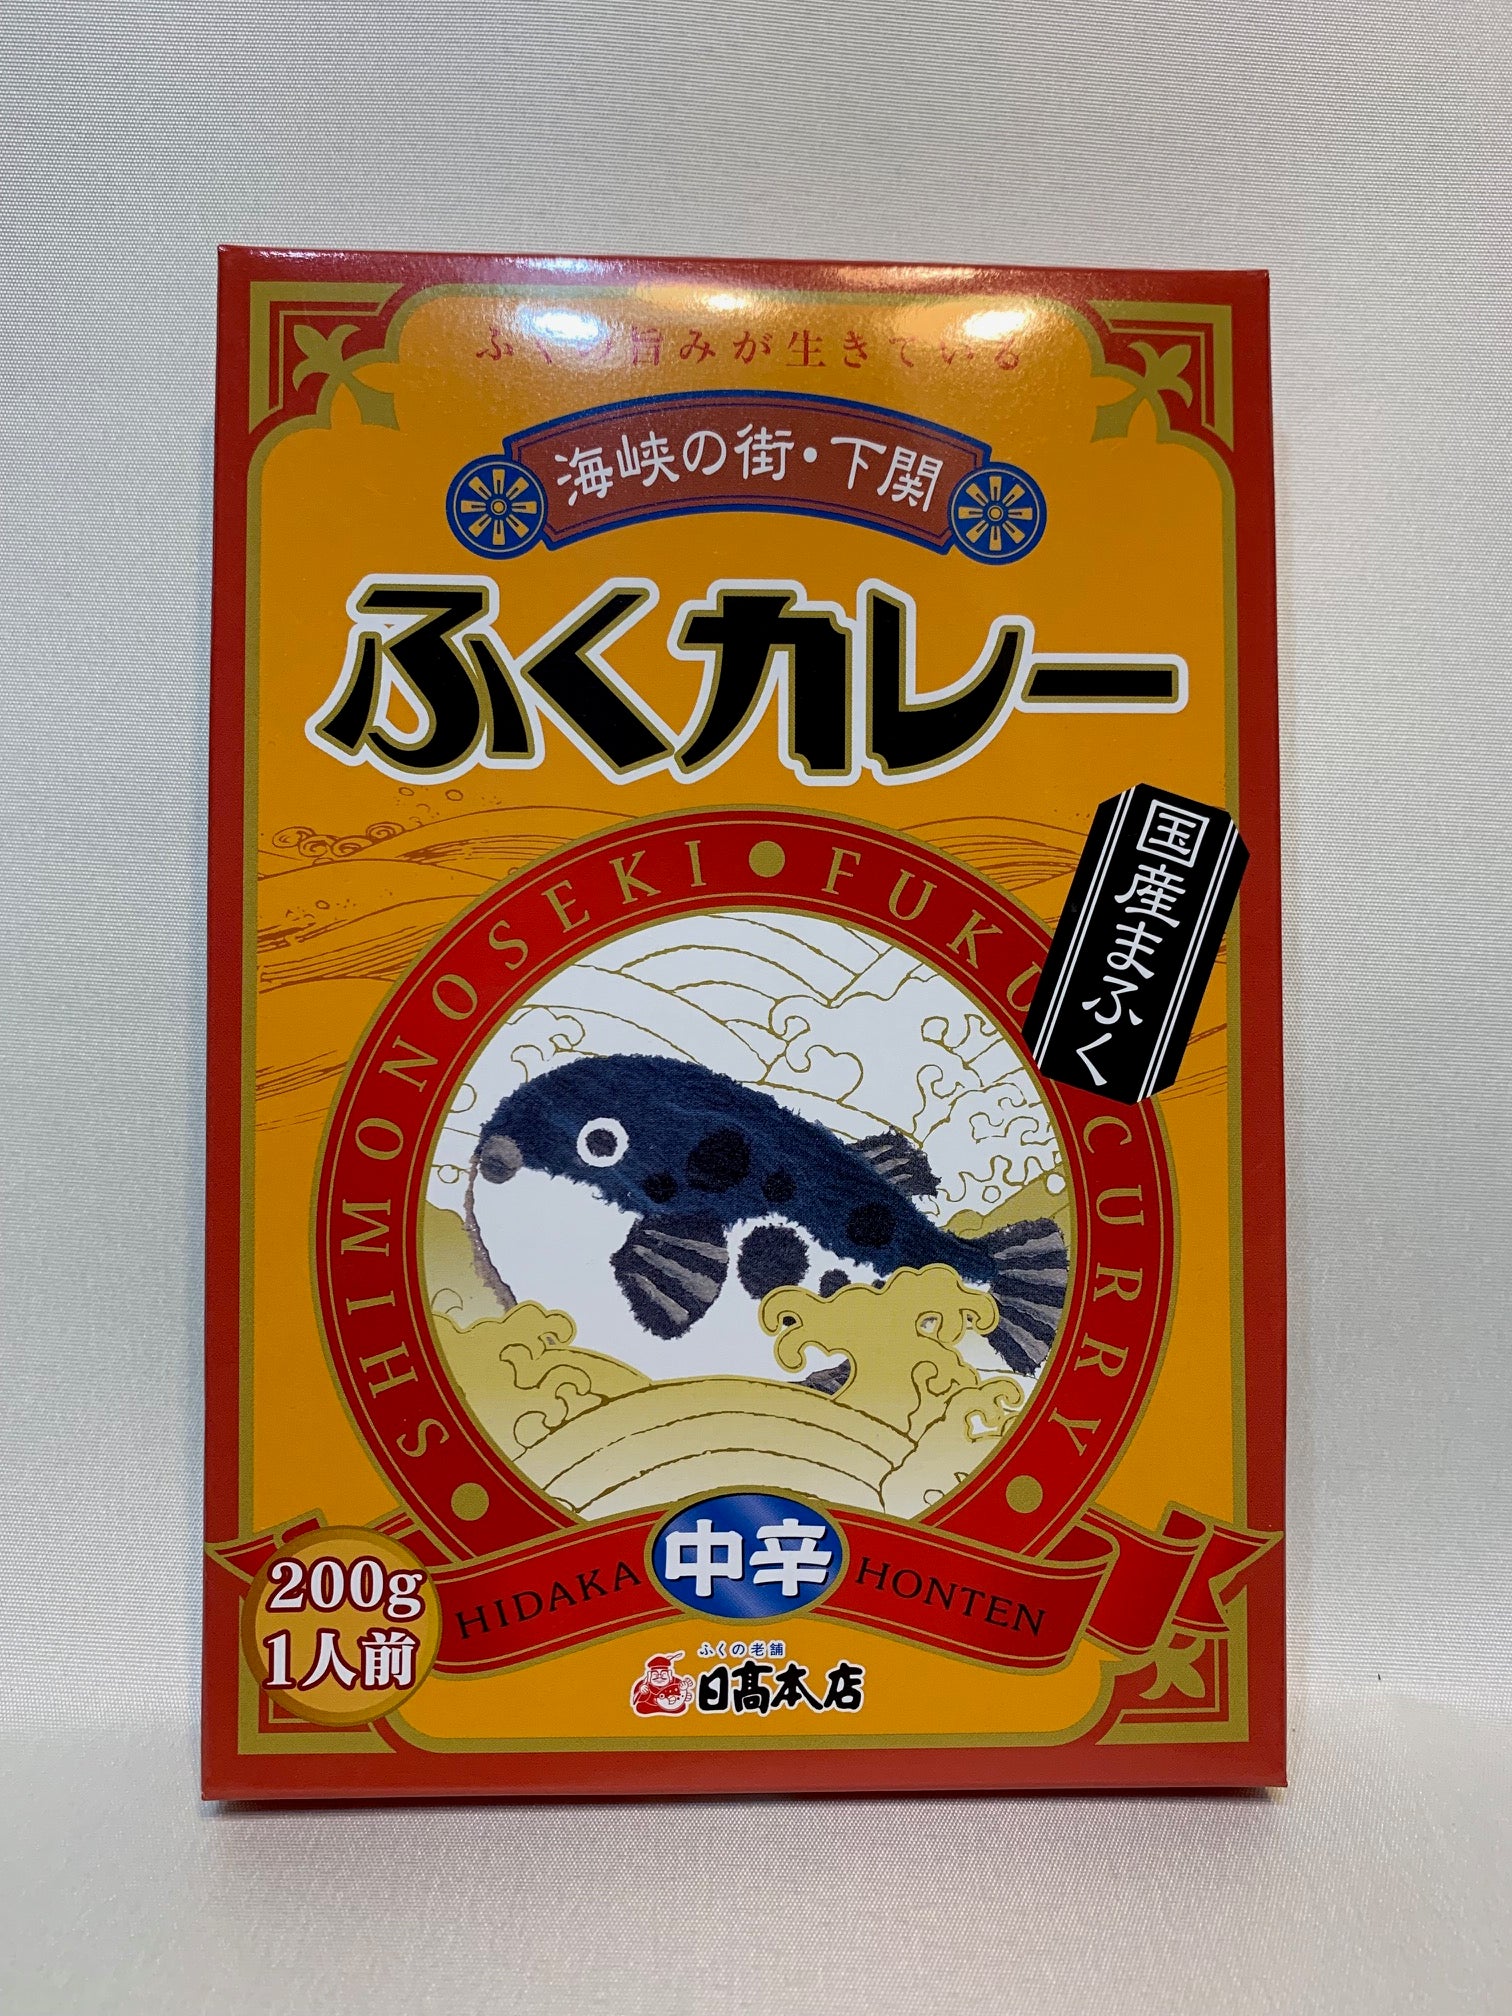 ふくの旨みが生きている
海峡の街・下関
ふくカレー
国産まふく
SHIMONOSEKI • FUKU CURRY
HIDAKA 中辛 HONTEN
200g
1人前
ふくの老舗
日髙本店